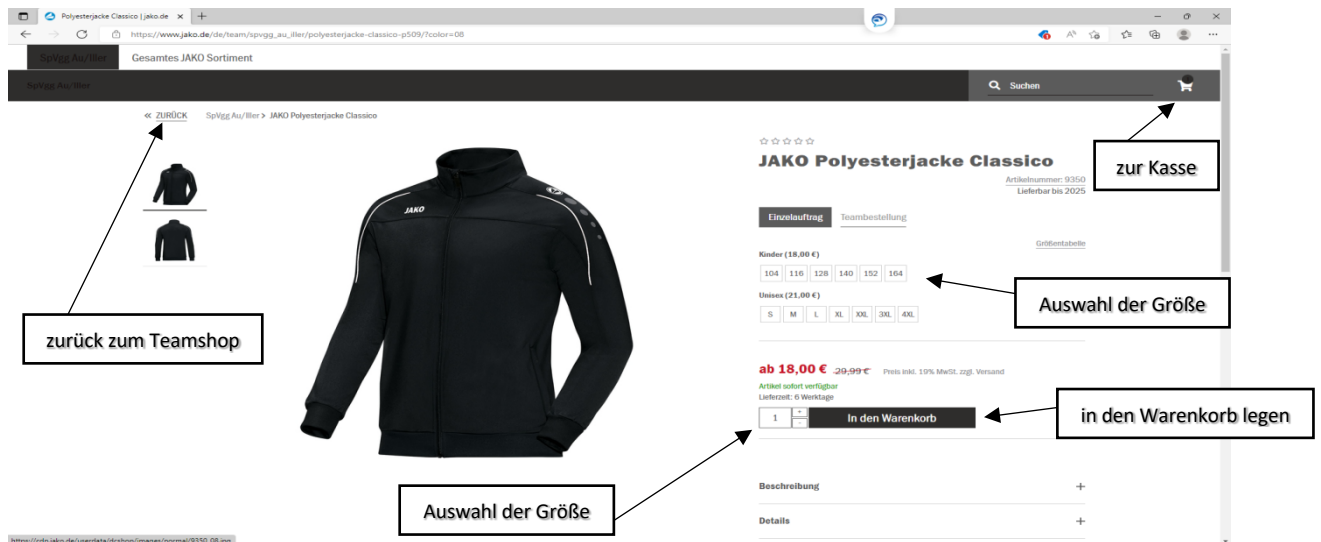 Polyesterjacke Classico | jako.de
https://www.jako.de/de/team/spvgg_au_iller/polyesterjacke-classico-p509/?color=08
SpVgg Au/Iller Gesamtes JAKO Sortiment
SpVgg Au/Iller
Suchen
« ZURÜCK SpVgg Au/Iller > JAKO Polyesterjacke Classico
JAKO Polyesterjacke Classico
zur Kasse
Artikelnummer: 9350
Lieferbar bis 2025
JAKO
Einzelauftrag Teambestellung
Größentabelle
Kinder (18,00 €)
104 116 128 140 152 164
Unisex (21,00 €)
Auswahl der Größe
S M L XL XXL 3XL 4XL
zurück zum Teamshop
ab 18,00 € 29,99 € Preis inkl. 19% MwSt. zzgl. Versand
Artikel sofort verfügbar
Lieferzeit: 6 Werktage
1 + - In den Warenkorb
in den Warenkorb legen
Beschreibung +
Auswahl der Größe
Details +